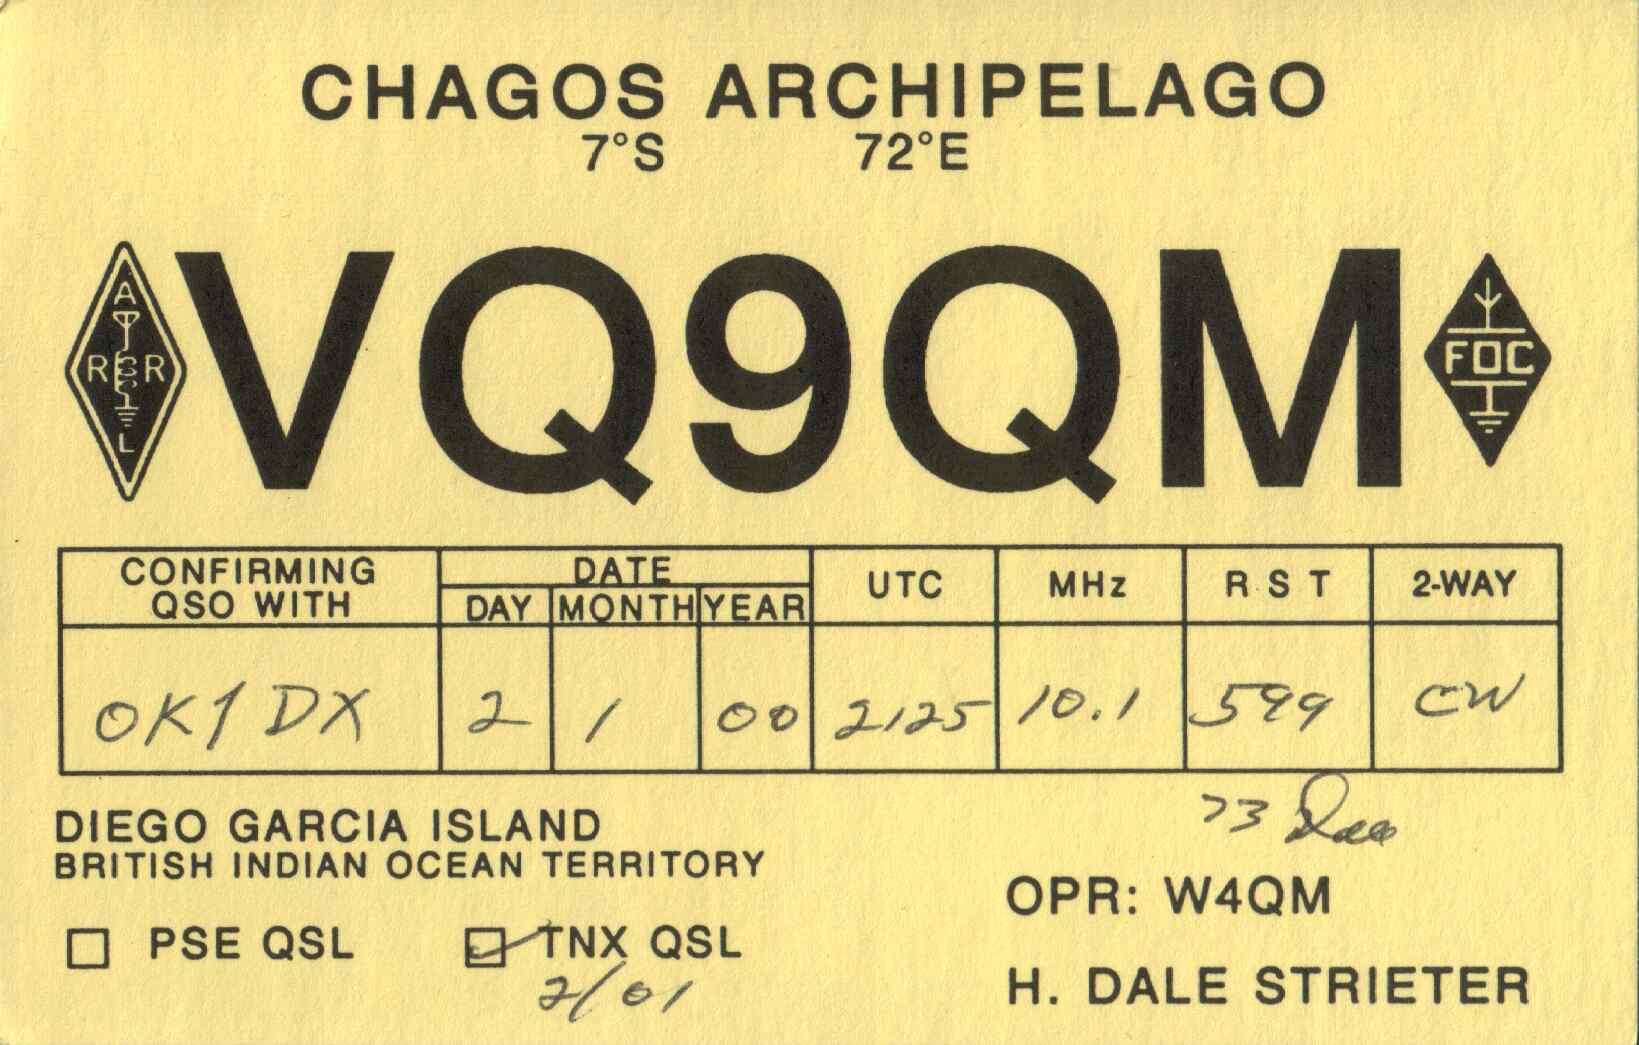 CHAGOS ARCHIPELAGO
7°S 72°E
A
R R
L
VQ9QM
FOC
CONFIRMING QSO WITH
DATE
DAY MONTH YEAR
UTC
MHz
R S T
2-WAY
OK1DX 2 1 00 2125 10.1 599 CW
73 Dale
DIEGO GARCIA ISLAND
BRITISH INDIAN OCEAN TERRITORY
OPR: W4QM
PSE QSL TNX QSL
2/01
H. DALE STRIETER